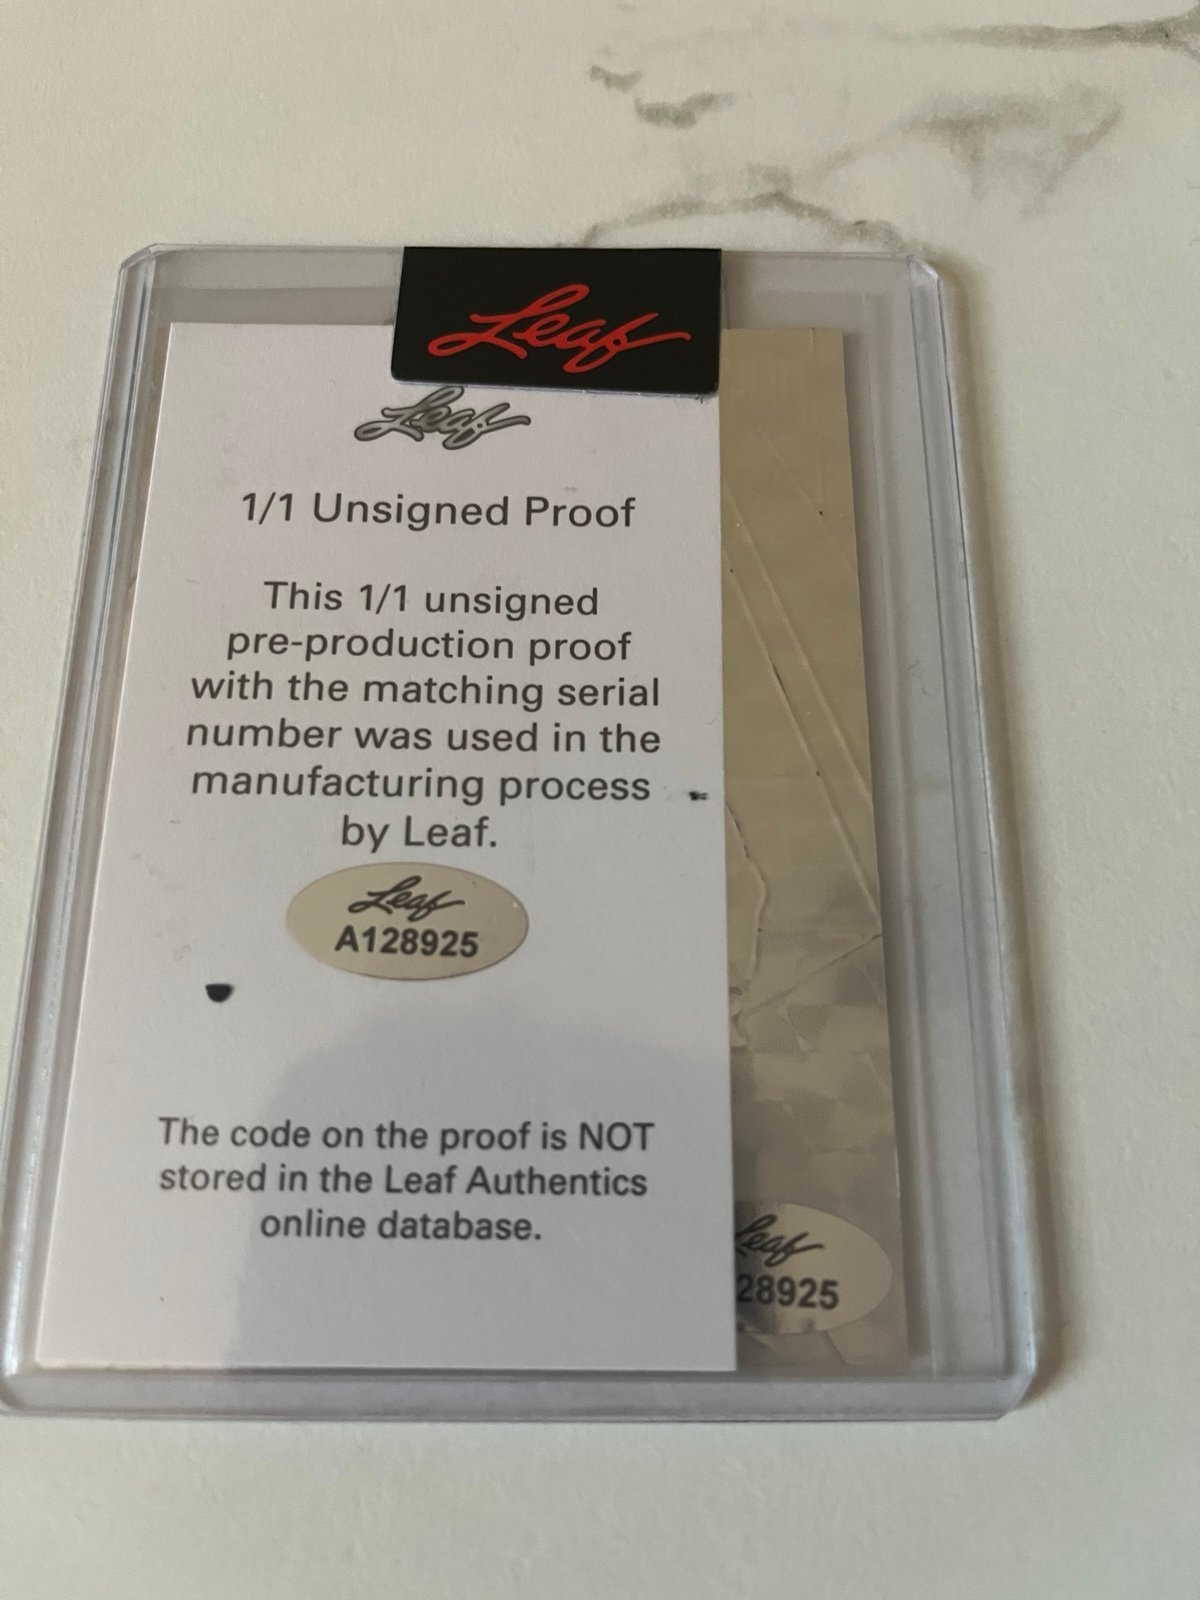 Leaf
Leaf
1/1 Unsigned Proof
This 1/1 unsigned
pre-production proof
with the matching serial
number was used in the
manufacturing process
by Leaf.
Leaf
A128925
The code on the proof is NOT
stored in the Leaf Authentics
online database.
Leaf
28925